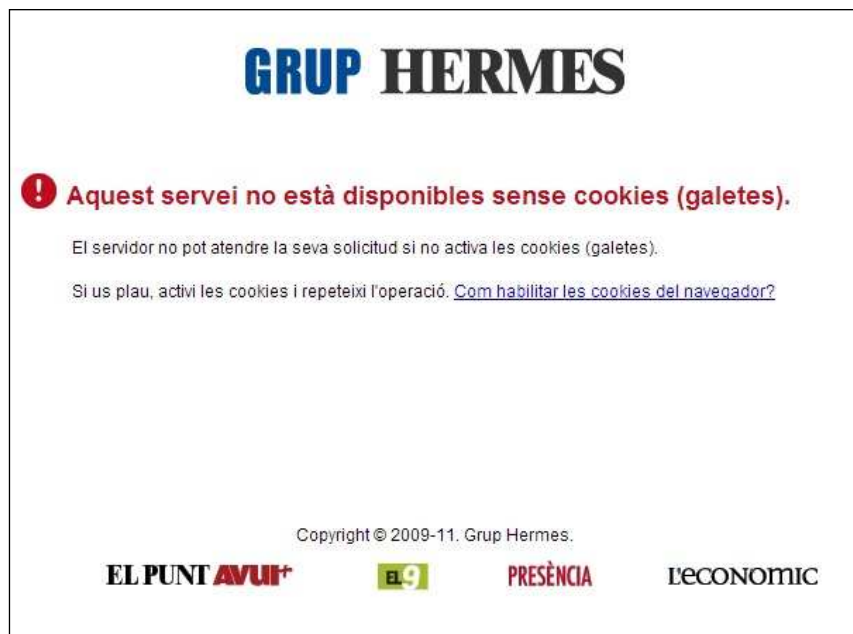 GRUP HERMES
Aquest servei no està disponibles sense cookies (galetes).
El servidor no pot atendre la seva solicitud si no activa les cookies (galetes).
Si us plau, activi les cookies i repeteixi l'operació. Com habilitar les cookies del navegador?
Copyright © 2009-11. Grup Hermes.
EL PUNT AVUI+ EL9 PRESÈNCIA L'ECONOMIC